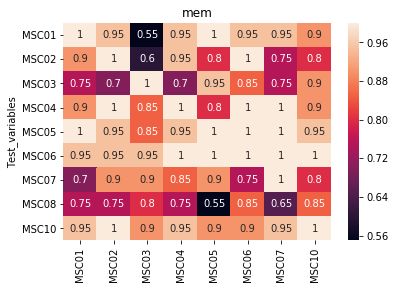 mem
MSC01 1 0.95 0.55 0.95 1 0.95 0.95 0.9
MSC02 0.9 1 0.6 0.95 0.8 1 0.75 0.8
MSC03 0.75 0.7 1 0.7 0.95 0.85 0.75 0.9
MSC04 0.9 1 0.85 1 0.8 1 1 0.9
MSC05 1 0.95 0.85 0.95 1 1 1 0.95
MSC06 0.95 0.95 0.95 1 1 1 1 1
MSC07 0.7 0.9 0.9 0.85 0.9 0.75 1 0.8
MSC08 0.75 0.75 0.8 0.75 0.55 0.85 0.65 0.85
MSC10 0.95 1 0.9 0.95 0.9 0.9 0.95 1
MSC01 MSC02 MSC03 MSC04 MSC05 MSC06 MSC07 MSC10
Test_variables
0.96
0.88
0.80
0.72
0.64
0.56